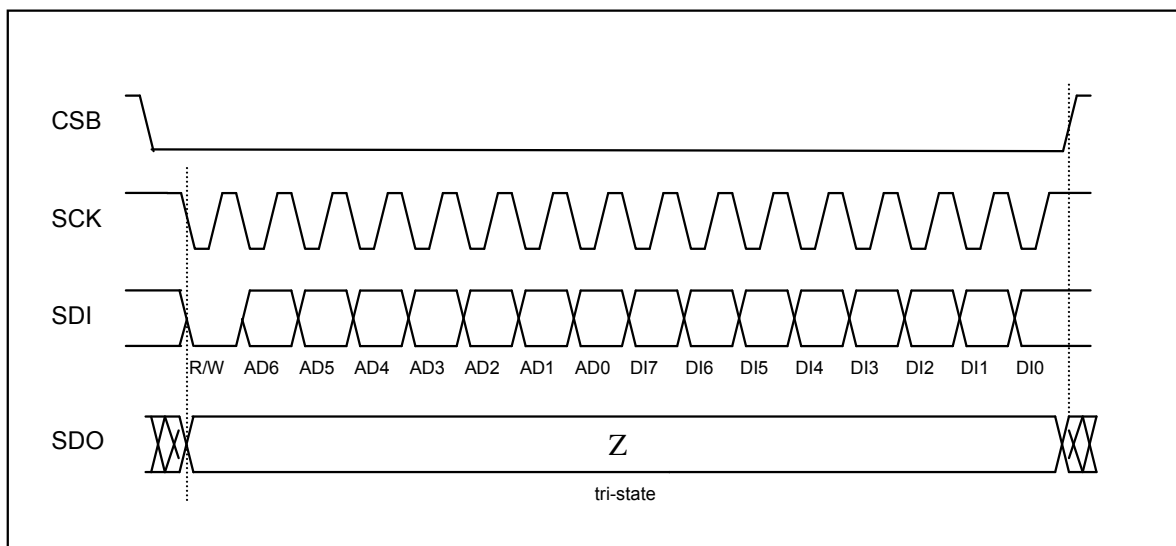 CSB
SCK
SDI
R/W AD6 AD5 AD4 AD3 AD2 AD1 AD0 DI7 DI6 DI5 DI4 DI3 DI2 DI1 DI0
SDO
Z
tri-state